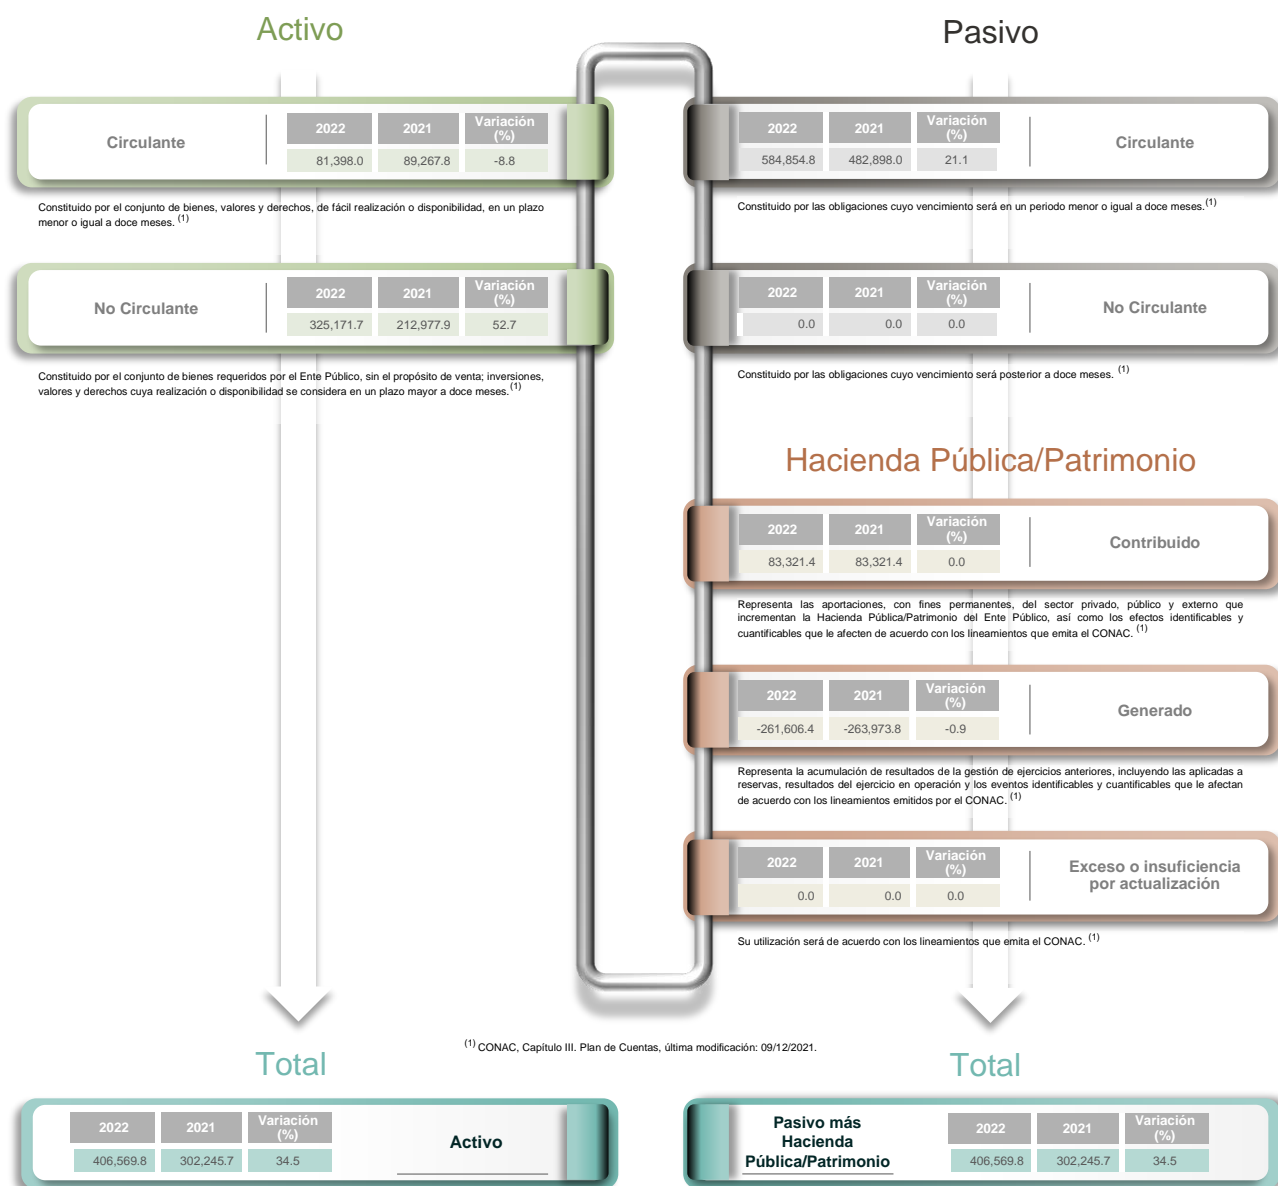 Activo
Circulante
2022 2021 Variación (%)
81,398.0 89,267.8 -8.8
Constituido por el conjunto de bienes, valores y derechos, de fácil realización o disponibilidad, en un plazo
menor o igual a doce meses. (1)
No Circulante
2022 2021 Variación (%)
325,171.7 212,977.9 52.7
Constituido por el conjunto de bienes requeridos por el Ente Público, sin el propósito de venta; inversiones,
valores y derechos cuya realización o disponibilidad se considera en un plazo mayor a doce meses. (1)
Pasivo
2022 2021 Variación (%)
584,854.8 482,898.0 21.1
Circulante
Constituido por las obligaciones cuyo vencimiento será en un periodo menor o igual a doce meses. (1)
2022 2021 Variación (%)
0.0 0.0 0.0
No Circulante
Constituido por las obligaciones cuyo vencimiento será posterior a doce meses. (1)
Hacienda Pública/Patrimonio
2022 2021 Variación (%)
83,321.4 83,321.4 0.0
Contribuido
Representa las aportaciones, con fines permanentes, del sector privado, público y externo que
incrementan la Hacienda Pública/Patrimonio del Ente Público, así como los efectos identificables y
cuantificables que le afecten de acuerdo con los lineamientos que emita el CONAC. (1)
2022 2021 Variación (%)
-261,606.4 -263,973.8 -0.9
Generado
Representa la acumulación de resultados de la gestión de ejercicios anteriores, incluyendo las aplicadas a
reservas, resultados del ejercicio en operación y los eventos identificables y cuantificables que le afectan
de acuerdo con los lineamientos emitidos por el CONAC. (1)
2022 2021 Variación (%)
0.0 0.0 0.0
Exceso o insuficiencia
por actualización
Su utilización será de acuerdo con los lineamientos que emita el CONAC. (1)
(1) CONAC, Capítulo III. Plan de Cuentas, última modificación: 09/12/2021.
Total
2022 2021 Variación (%)
406,569.8 302,245.7 34.5
Activo
Total
Pasivo más
Hacienda
Pública/Patrimonio
2022 2021 Variación (%)
406,569.8 302,245.7 34.5